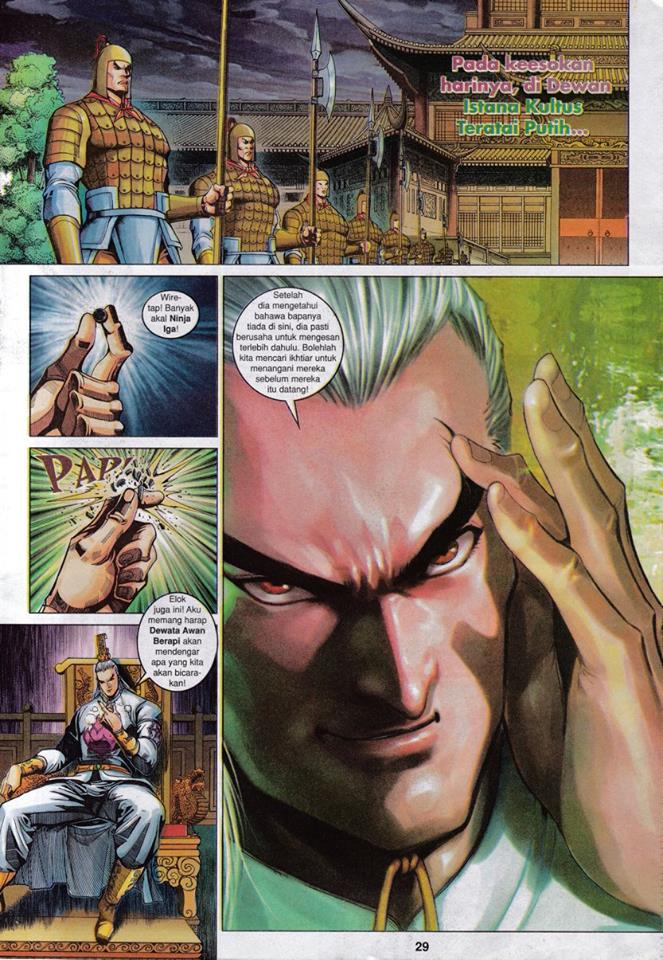 Pada keesokan
harinya, di Dewan
Istana Kultus
Teratai Putih...
Wire-
tap! Banyak
akal Ninja
Iga!
PAP!
Elok
juga ini! Aku
memang harap
Dewata Awan
Berapi akan
mendengar
apa yang kita
akan bicara-
kan!
Setelah
dia mengetahui
bahawa bapanya
tiada di sini, dia pasti
berusaha untuk mengesan
terlebih dahulu. Bolehlah
kita mencari ikhtiar untuk
menangani mereka
sebelum mereka
itu datang!
29